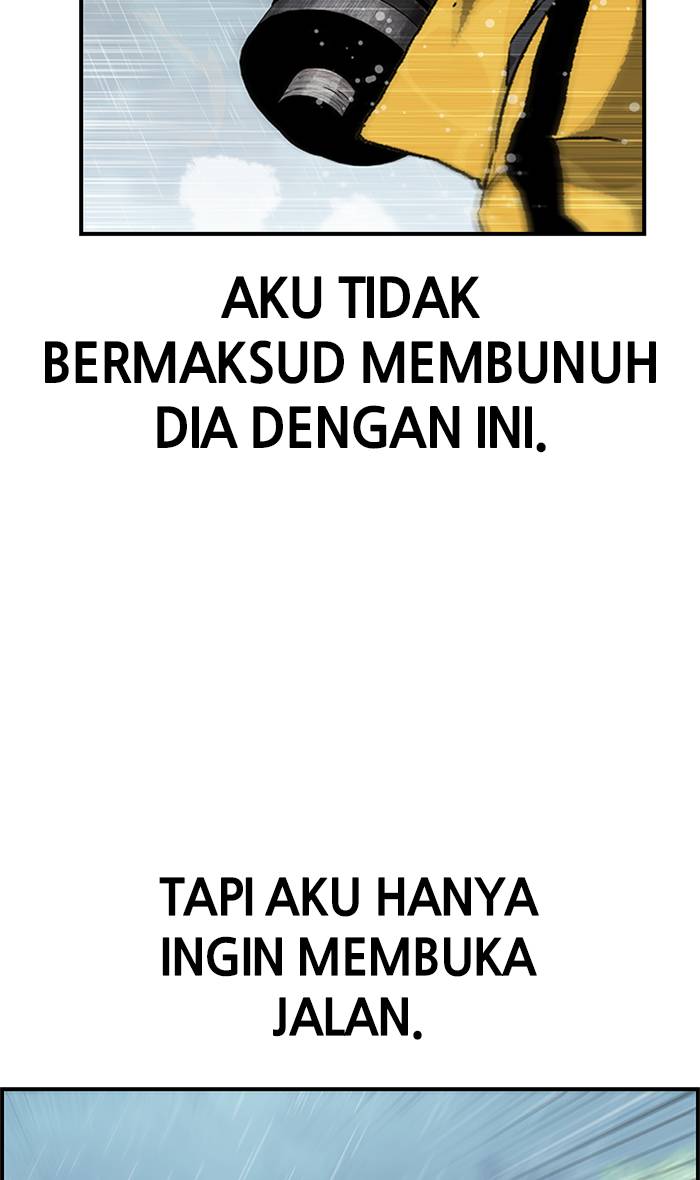 AKU TIDAK
BERMAKSUD MEMBUNUH
DIA DENGAN INI.
TAPI AKU HANYA
INGIN MEMBUKA
JALAN.